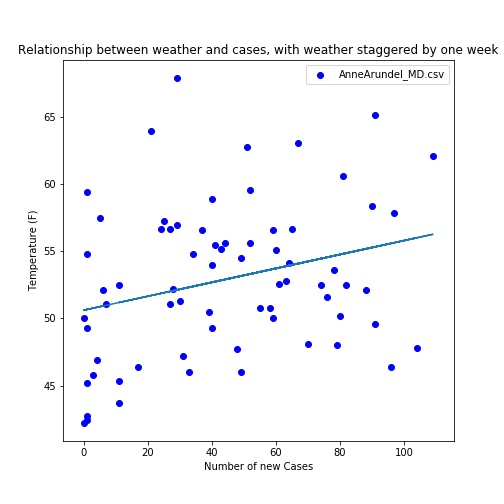 Relationship between weather and cases, with weather staggered by one week
AnneArundel_MD.csv
Temperature (F)
65
60
55
50
45
0 20 40 60 80 100
Number of new Cases